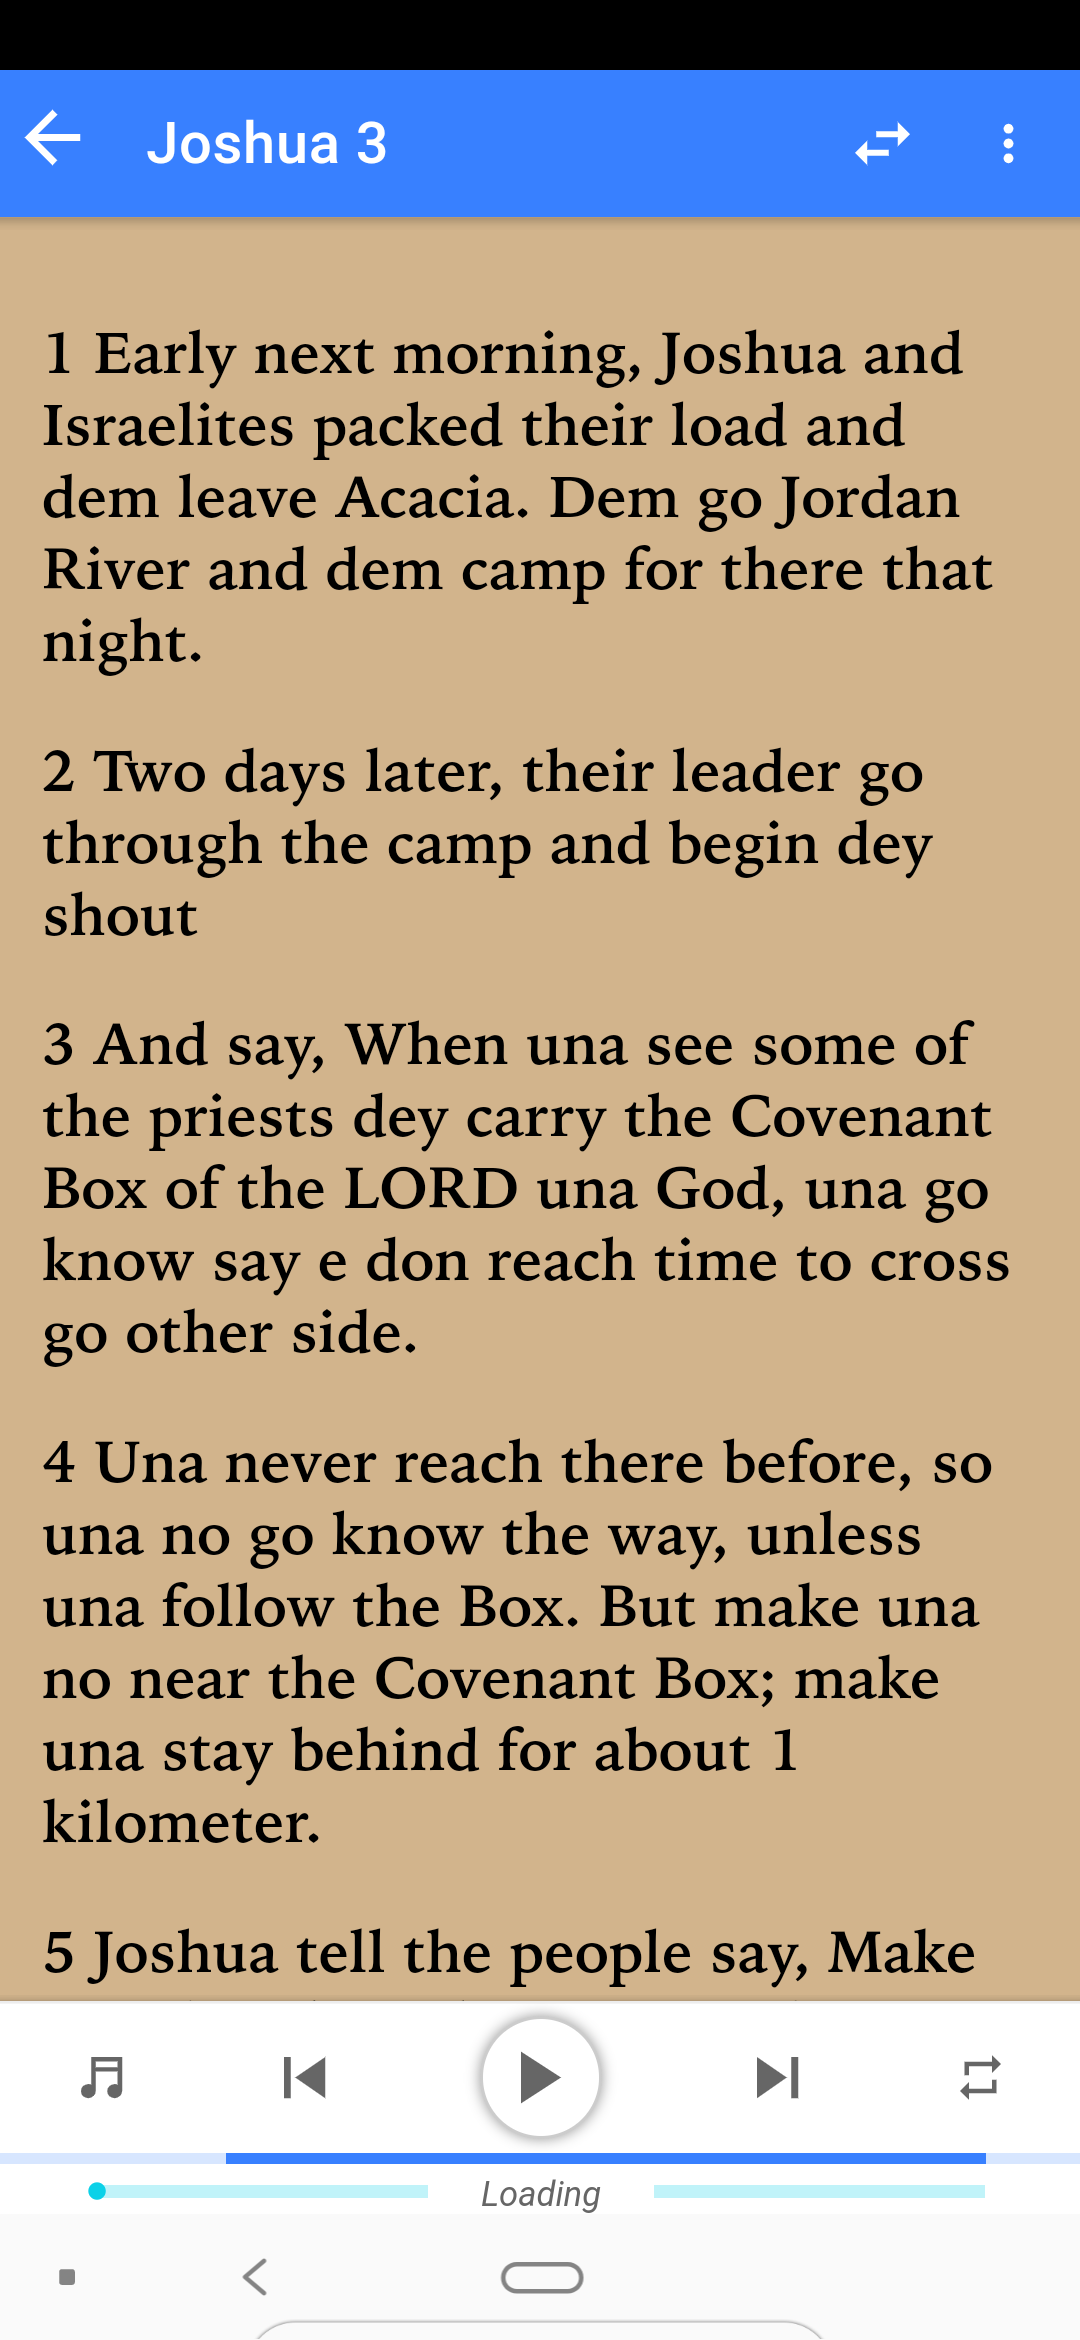 Joshua 3
1 Early next morning, Joshua and
Israelites packed their load and
dem leave Acacia. Dem go Jordan
River and dem camp for there that
night.
2 Two days later, their leader go
through the camp and begin dey
shout
3 And say, When una see some of
the priests dey carry the Covenant
Box of the LORD una God, una go
know say e don reach time to cross
go other side.
4 Una never reach there before, so
una no go know the way, unless
una follow the Box. But make una
no near the Covenant Box; make
una stay behind for about 1
kilometer.
5 Joshua tell the people say, Make
Loading